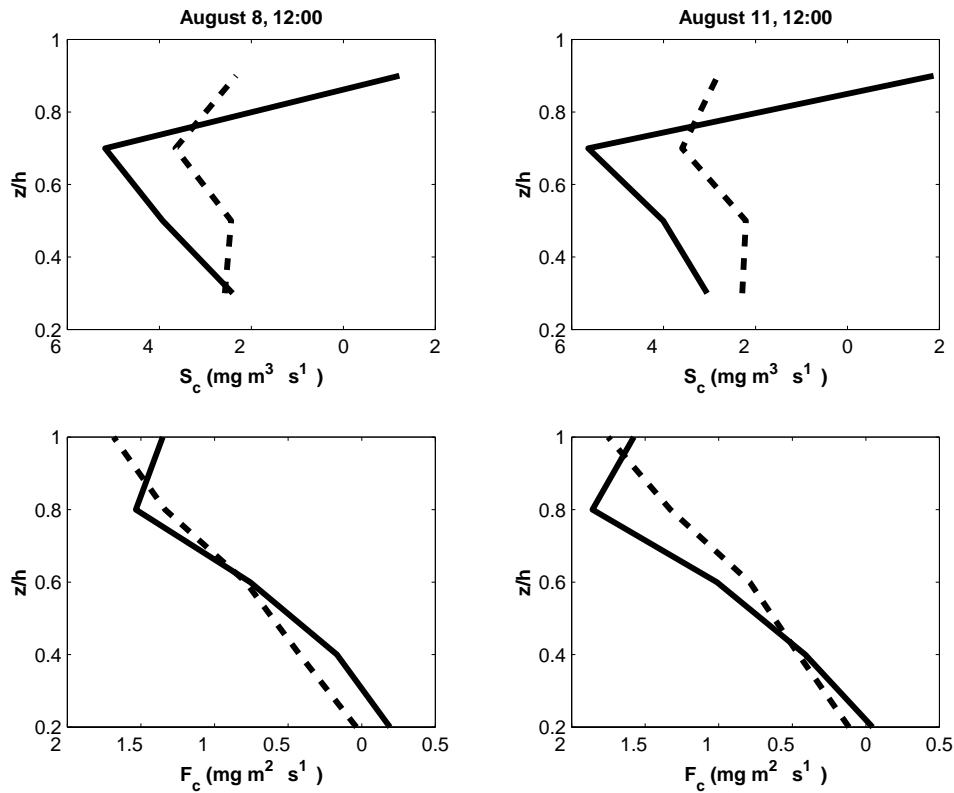 August 8, 12:00
1
0.8
0.6
0.4
0.2
z/h
6 4 2 0 2
S_c (mg m³ s¹ )
August 11, 12:00
1
0.8
0.6
0.4
0.2
z/h
6 4 2 0 2
S_c (mg m³ s¹ )
1
0.8
0.6
0.4
0.2
z/h
2 1.5 1 0.5 0 0.5
F_c (mg m² s¹ )
1
0.8
0.6
0.4
0.2
z/h
2 1.5 1 0.5 0 0.5
F_c (mg m² s¹ )